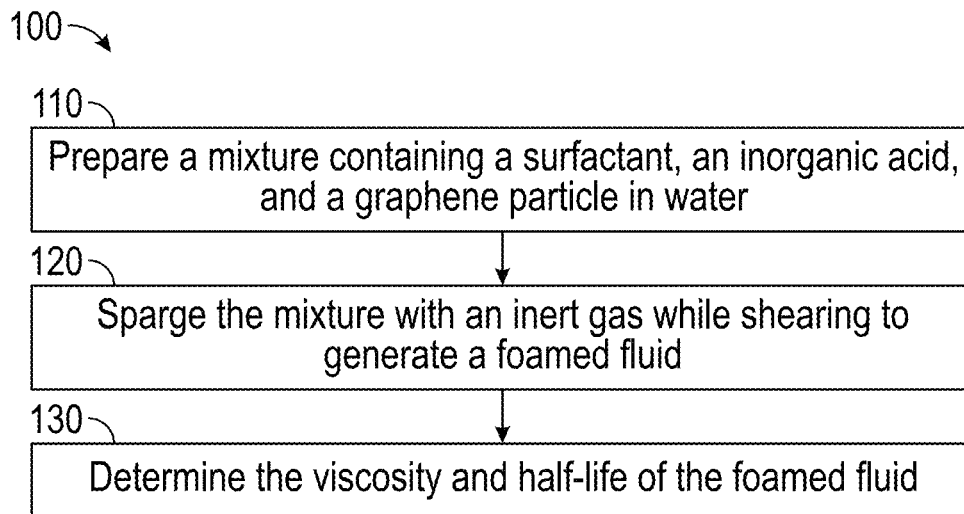 100
110
Prepare a mixture containing a surfactant, an inorganic acid,
and a graphene particle in water
120
Sparge the mixture with an inert gas while shearing to
generate a foamed fluid
130
Determine the viscosity and half-life of the foamed fluid